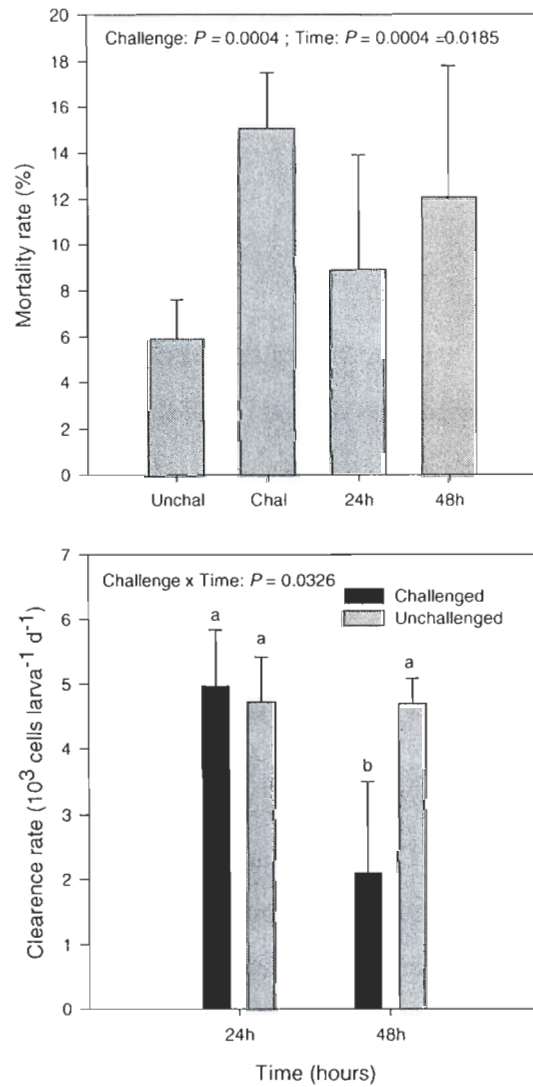 20
Challenge: P = 0.0004 ; Time: P = 0.0004 =0.0185
18
16
14
12
10
8
6
4
2
0
Mortality rate (%)
Unchal Chal 24h 48h
7
Challenge x Time: P = 0.0326
Challenged
Unchallenged
6
5
4
3
2
1
0
a a b a
Clearence rate (10³ cells larva⁻¹ d⁻¹)
24h 48h
Time (hours)